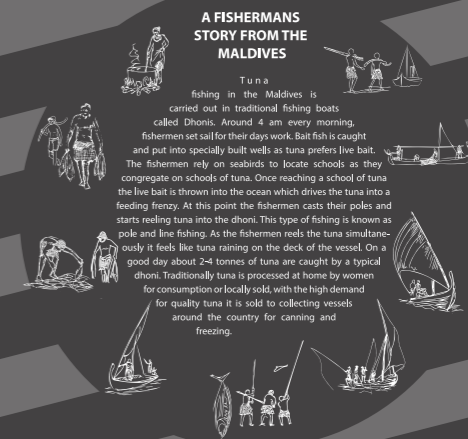 A FISHERMANS
STORY FROM THE
MALDIVES
Tuna
fishing in the Maldives is
carried out in traditional fishing boats
called Dhonis. Around 4 am every morning,
fishermen set sail for their days work. Bait fish is caught
and put into specially built wells as tuna prefers live bait.
The fishermen rely on seabirds to locate schools as they
congregate on schools of tuna. Once reaching a school of tuna
the live bait is thrown into the ocean which drives the tuna into a
feeding frenzy. At this point the fishermen casts their poles and
starts reeling tuna into the dhoni. This type of fishing is known as
pole and line fishing. As the fishermen reels the tuna simultane-
ously it feels like tuna raining on the deck of the vessel. On a
good day about 2-4 tonnes of tuna are caught by a typical
dhoni. Traditionally tuna is processed at home by women
for consumption or locally sold, with the high demand
for quality tuna it is sold to collecting vessels
around the country for canning and
freezing.